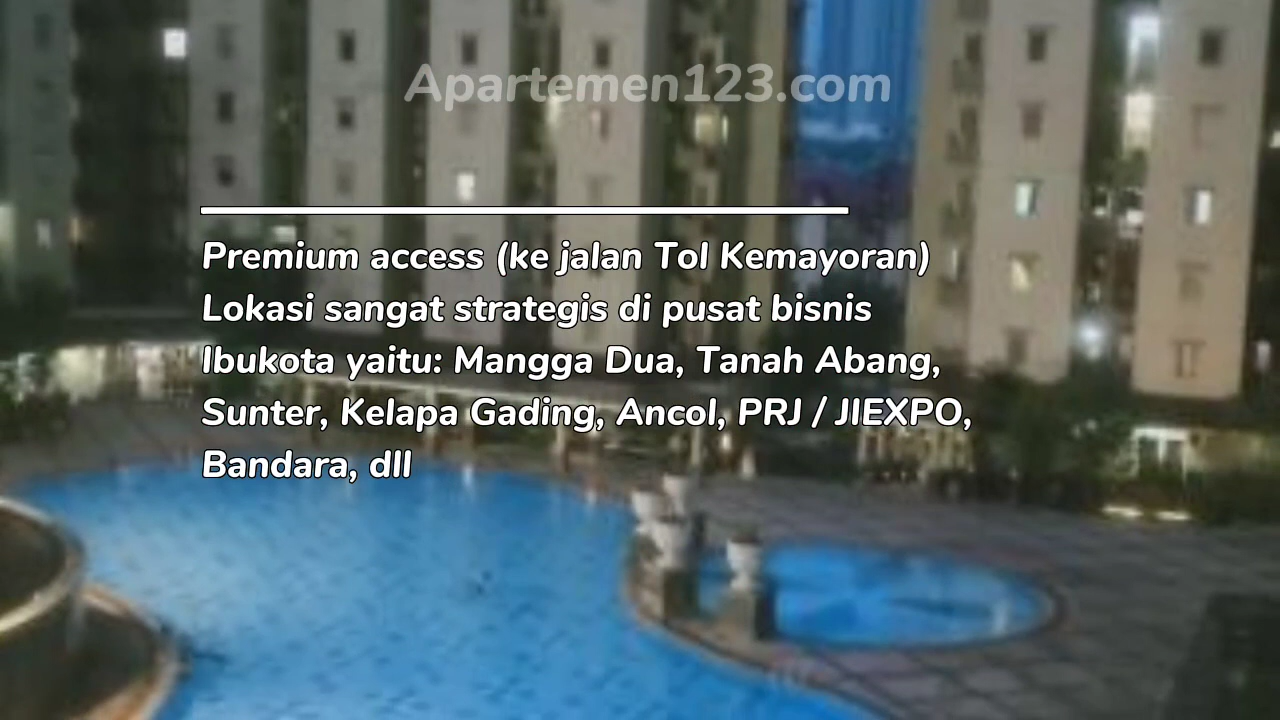 Apartemen123.com
Premium access (ke jalan Tol Kemayoran)
Lokasi sangat strategis di pusat bisnis
Ibukota yaitu: Mangga Dua, Tanah Abang,
Sunter, Kelapa Gading, Ancol, PRJ / JIEXPO,
Bandara, dll